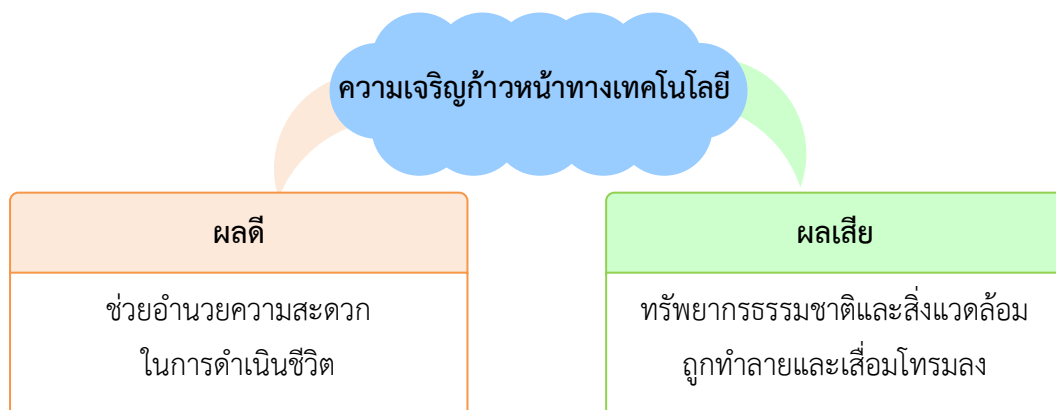 ความเจริญก้าวหน้าทางเทคโนโลยี
ผลดี
ช่วยอำนวยความสะดวก
ในการดำเนินชีวิต
ผลเสีย
ทรัพยากรธรรมชาติและสิ่งแวดล้อม
ถูกทำลายและเสื่อมโทรมลง